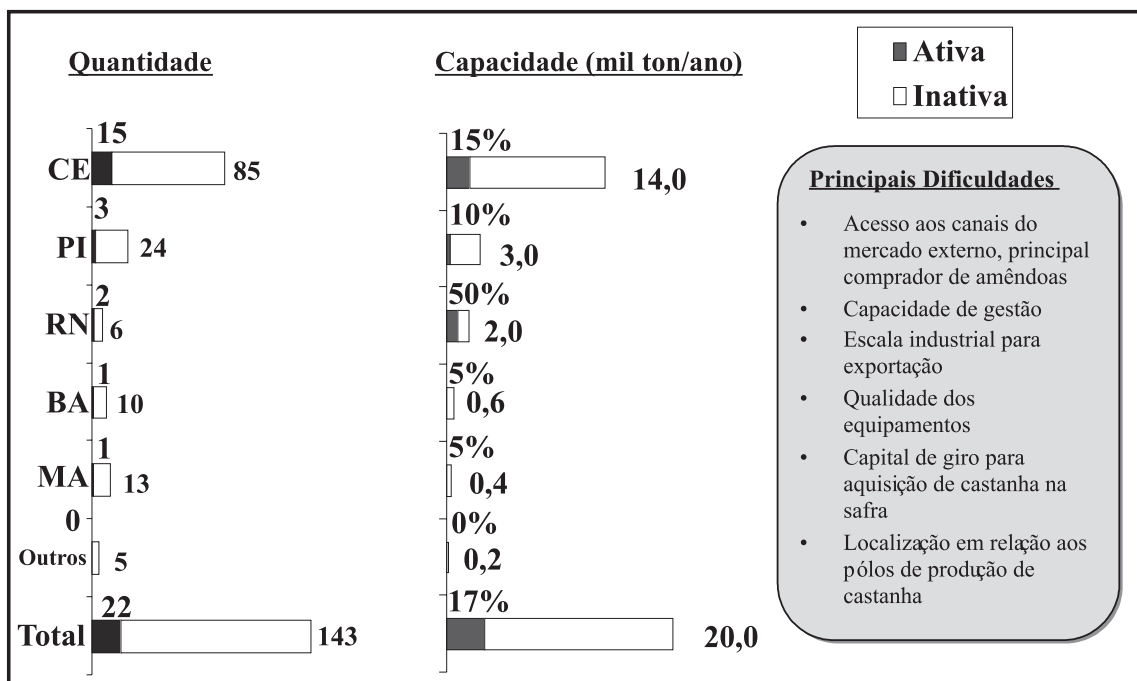 Quantidade
15
CE
85
3
PI
24
2
RN
6
1
BA
10
1
MA
13
0
Outros
5
22
Total
143
Capacidade (mil ton/ano)
15%
14,0
10%
3,0
50%
2,0
5%
0,6
5%
0,4
0%
0,2
17%
20,0
Ativa
Inativa
Principais Dificuldades
• Acesso aos canais do
mercado externo, principal
comprador de amêndoas
• Capacidade de gestão
• Escala industrial para
exportação
• Qualidade dos
equipamentos
• Capital de giro para
aquisição de castanha na
safra
• Localização em relação aos
pólos de produção de
castanha